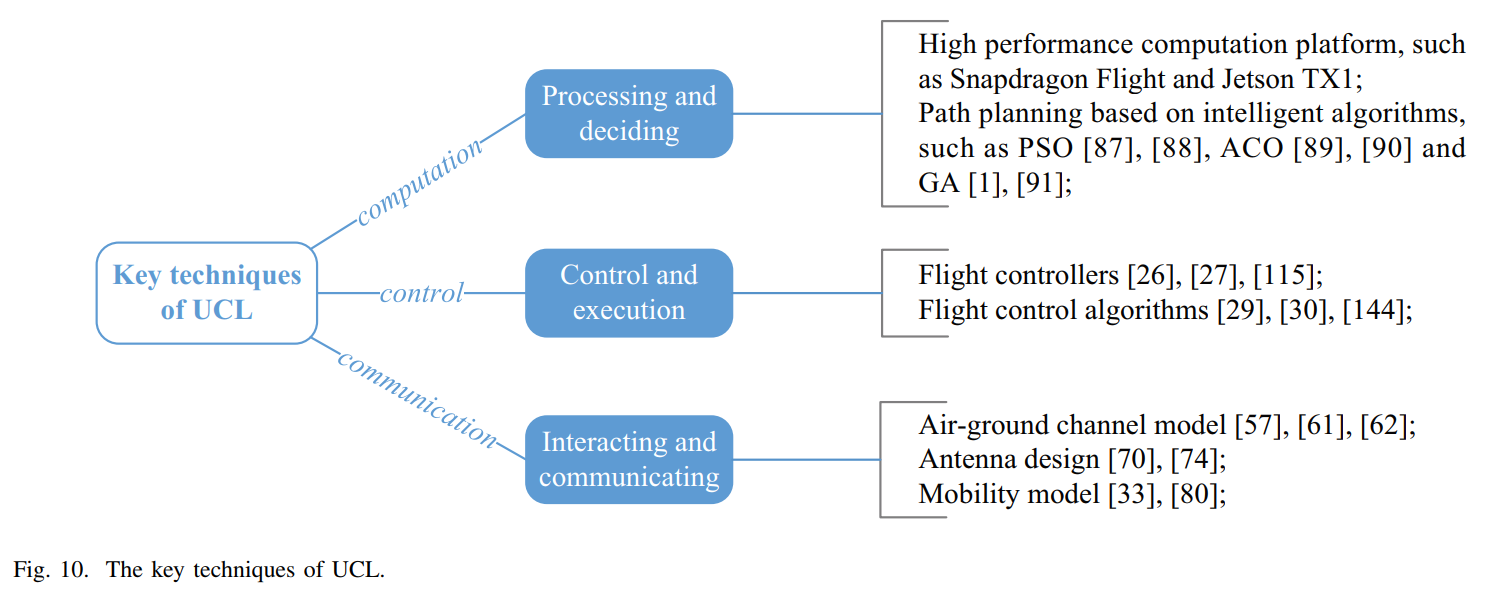 Key techniques
of UCL
computation
Processing and
deciding
High performance computation platform, such
as Snapdragon Flight and Jetson TX1;
Path planning based on intelligent algorithms,
such as PSO [87], [88], ACO [89], [90] and
GA [1], [91];
control
Control and
execution
Flight controllers [26], [27], [115];
Flight control algorithms [29], [30], [144];
communication
Interacting and
communicating
Air-ground channel model [57], [61], [62];
Antenna design [70], [74];
Mobility model [33], [80];
Fig. 10. The key techniques of UCL.